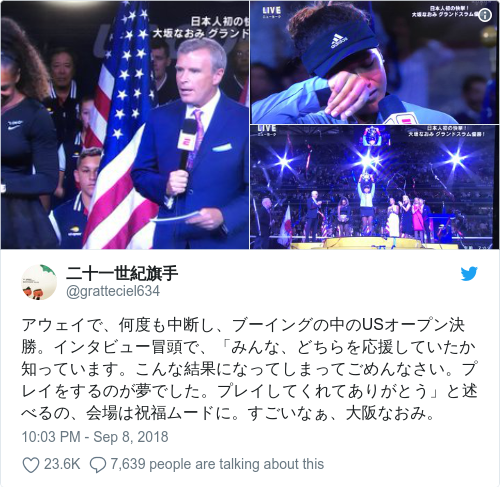 日本人初の快挙!
大坂なおみ グランドスラム優
LIVE
ニューヨーク
日本人初の快挙!
大坂なおみ グランドスラム優勝!
LIVE
ニューヨーク
日本人初の快挙!
大坂なおみ グランドスラム優勝!
二十一世紀旗手
@gratteciel634
アウェイで、何度も中断し、ブーイングの中のUSオープン決
勝。インタビュー冒頭で、「みんな、どちらを応援していたか
知っています。こんな結果になってしまってごめんなさい。プ
レイをするのが夢でした。プレイしてくれてありがとう」と述
べるの、会場は祝福ムードに。すごいなぁ、大阪なおみ。
10:03 PM - Sep 8, 2018
23.6K 7,639 people are talking about this